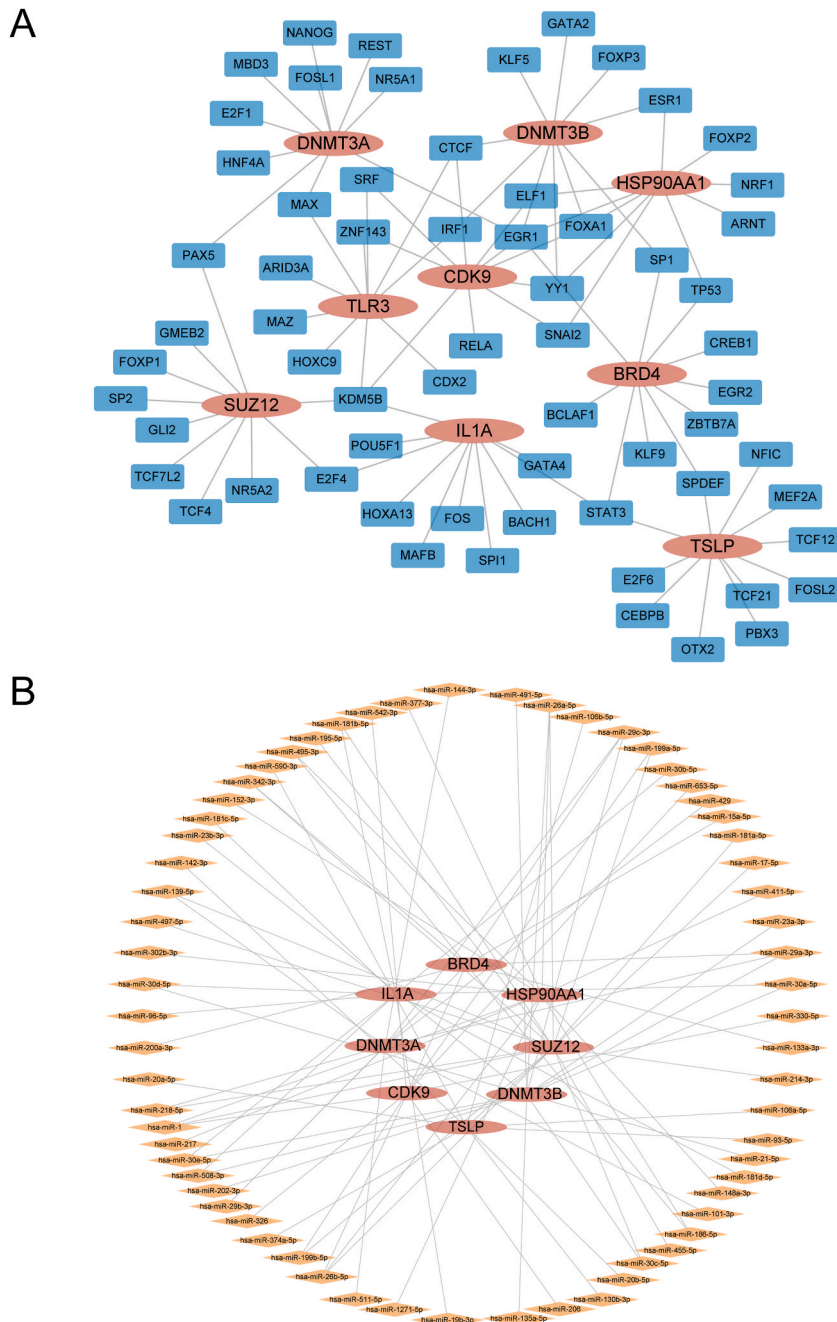 A
NANOG
REST
MBD3
FOSL1
NR5A1
E2F1
DNMT3A
HNF4A
GATA2
KLF5
FOXP3
ESR1
DNMT3B
CTCF
FOXP2
HSP90AA1
NRF1
SRF
ELF1
ARNT
MAX
ZNF143
IRF1
EGR1
FOXA1
PAX5
ARID3A
CDK9
SP1
YY1
TP53
TLR3
MAZ
SNAI2
GMEB2
HOXC9
RELA
CREB1
FOXP1
CDX2
BRD4
EGR2
SP2
SUZ12
KDM5B
BCLAF1
ZBTB7A
GLI2
IL1A
POU5F1
KLF9
NFIC
TCF7L2
NR5A2
E2F4
GATA4
SPDEF
MEF2A
TCF4
HOXA13
FOS
BACH1
STAT3
TCF12
MAFB
SPI1
TSLP
E2F6
TCF21
FOSL2
CEBPB
PBX3
OTX2
B
hsa-miR-144-3p
hsa-miR-491-5p
hsa-miR-377-3p
hsa-miR-26a-5p
hsa-miR-542-3p
hsa-miR-106b-5p
hsa-miR-181b-5p
hsa-miR-29c-3p
hsa-miR-195-5p
hsa-miR-199a-5p
hsa-miR-495-3p
hsa-miR-590-3p
hsa-miR-30b-5p
hsa-miR-342-3p
hsa-miR-653-5p
hsa-miR-152-3p
hsa-miR-429
hsa-miR-181c-5p
hsa-miR-15a-5p
hsa-miR-23b-3p
hsa-miR-181a-5p
hsa-miR-142-3p
hsa-miR-17-5p
hsa-miR-139-5p
hsa-miR-411-5p
hsa-miR-497-5p
hsa-miR-23a-3p
hsa-miR-302b-3p
hsa-miR-29a-3p
BRD4
hsa-miR-30d-5p
hsa-miR-30a-5p
IL1A
HSP90AA1
hsa-miR-96-5p
hsa-miR-330-5p
hsa-miR-200a-3p
DNMT3A
SUZ12
hsa-miR-133a-3p
hsa-miR-20a-5p
hsa-miR-214-3p
CDK9
DNMT3B
hsa-miR-218-5p
hsa-miR-106a-5p
hsa-miR-1
TSLP
hsa-miR-93-5p
hsa-miR-217
hsa-miR-21-5p
hsa-miR-30e-5p
hsa-miR-508-3p
hsa-miR-181d-5p
hsa-miR-202-3p
hsa-miR-148a-3p
hsa-miR-29b-3p
hsa-miR-101-3p
hsa-miR-326
hsa-miR-186-5p
hsa-miR-374a-5p
hsa-miR-455-5p
hsa-miR-199b-5p
hsa-miR-30c-5p
hsa-miR-26b-5p
hsa-miR-20b-5p
hsa-miR-511-5p
hsa-miR-130b-3p
hsa-miR-1271-5p
hsa-miR-206
hsa-miR-19b-3p
hsa-miR-135a-5p